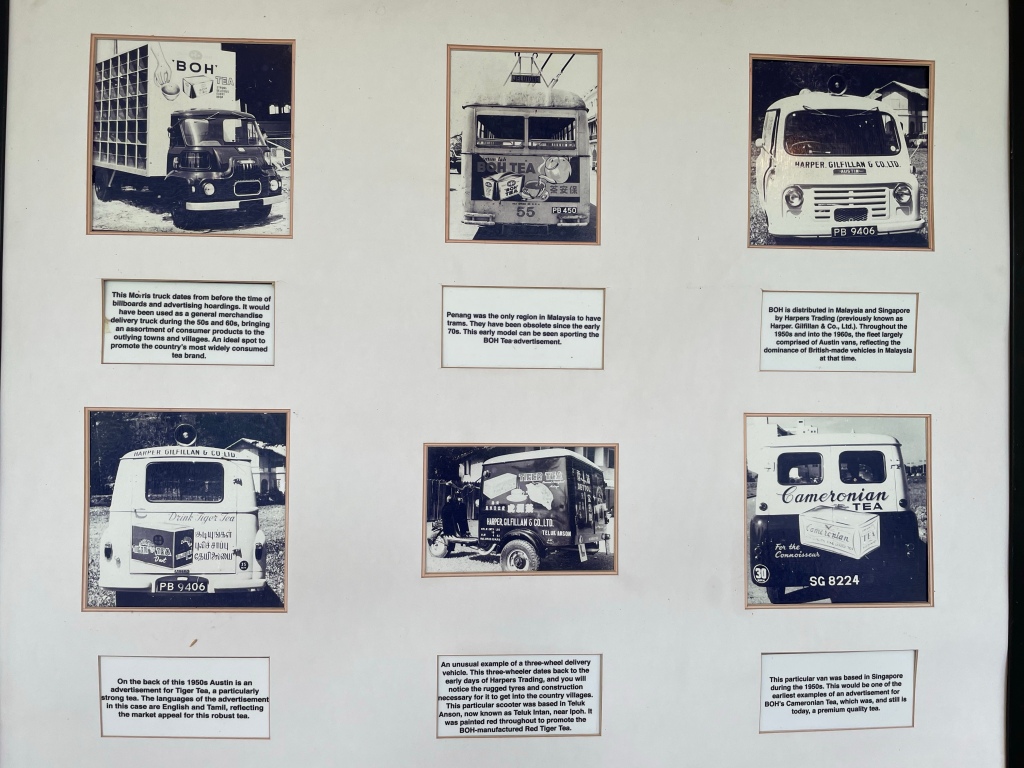 BOH
TEA
BOH TEA
茶安保
55
PB 450
HARPER, GILFILLAN & CO. LTD.
AUSTIN
PB 9406
This Morris truck dates from before the time of
billboards and advertising hoardings. It would
have been used as a general merchandise
delivery truck during the 50s and 60s, bringing
an assortment of consumer products to the
outlying towns and villages. An ideal spot to
promote the country's most widely consumed
tea brand.
Penang was the only region in Malaysia to have
trams. They have been obsolete since the early
70s. This early model can be seen sporting the
BOH Tea advertisement.
BOH is distributed in Malaysia and Singapore
by Harpers Trading (previously known as
Harper. Gilfillan & Co., Ltd.). Throughout the
1950s and into the 1960s, the fleet largely
comprised of Austin vans, reflecting the
dominance of British-made vehicles in Malaysia
at that time.
HARPER GILFILLAN & CO LTD
Drink Tiger Tea
PB 9406
TIGER TEA
HARPER, GILFILLAN & CO., LTD.
TELUK ANSON
Cameronian
TEA
Cameronian
TEA
For the
Connoisseur
30
SG 8224
On the back of this 1950s Austin is an
advertisement for Tiger Tea, a particularly
strong tea. The languages of the advertisement
in this case are English and Tamil, reflecting
the market appeal for this robust tea.
An unusual example of a three-wheel delivery
vehicle. This three-wheeler dates back to the
early days of Harpers Trading, and you will
notice the rugged tyres and construction
necessary for it to get into the country villages.
This particular scooter was based in Teluk
Anson, now known as Teluk Intan, near Ipoh. It
was painted red throughout to promote the
BOH-manufactured Red Tiger Tea.
This particular van was based in Singapore
during the 1950s. This would be one of the
earliest examples of an advertisement for
BOH's Cameronian Tea, which was, and still is
today, a premium quality tea.